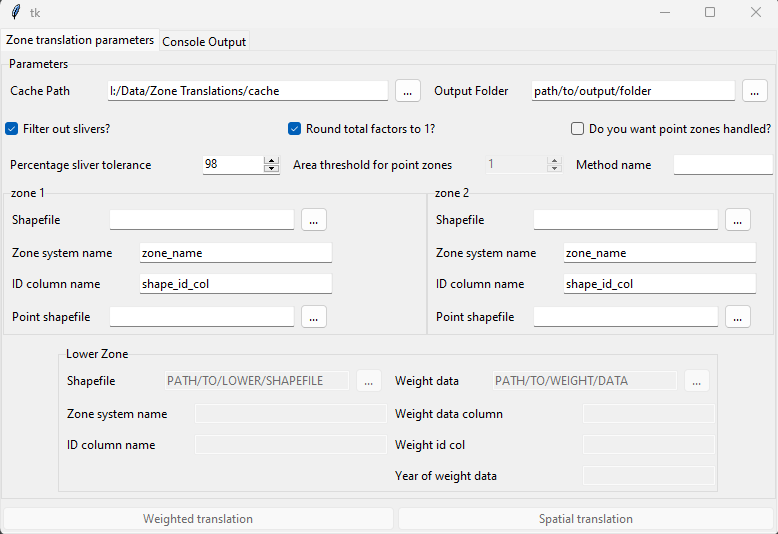 tk
Zone translation parameters Console Output
Parameters
Cache Path I:/Data/Zone Translations/cache ... Output Folder path/to/output/folder ...
Filter out slivers? Round total factors to 1? Do you want point zones handled?
Percentage sliver tolerance 98 Area threshold for point zones 1 Method name
zone 1 zone 2
Shapefile ... Shapefile ...
Zone system name zone_name Zone system name zone_name
ID column name shape_id_col ID column name shape_id_col
Point shapefile ... Point shapefile ...
Lower Zone
Shapefile PATH/TO/LOWER/SHAPEFILE ... Weight data PATH/TO/WEIGHT/DATA ...
Zone system name Weight data column
ID column name Weight id col
Year of weight data
Weighted translation Spatial translation